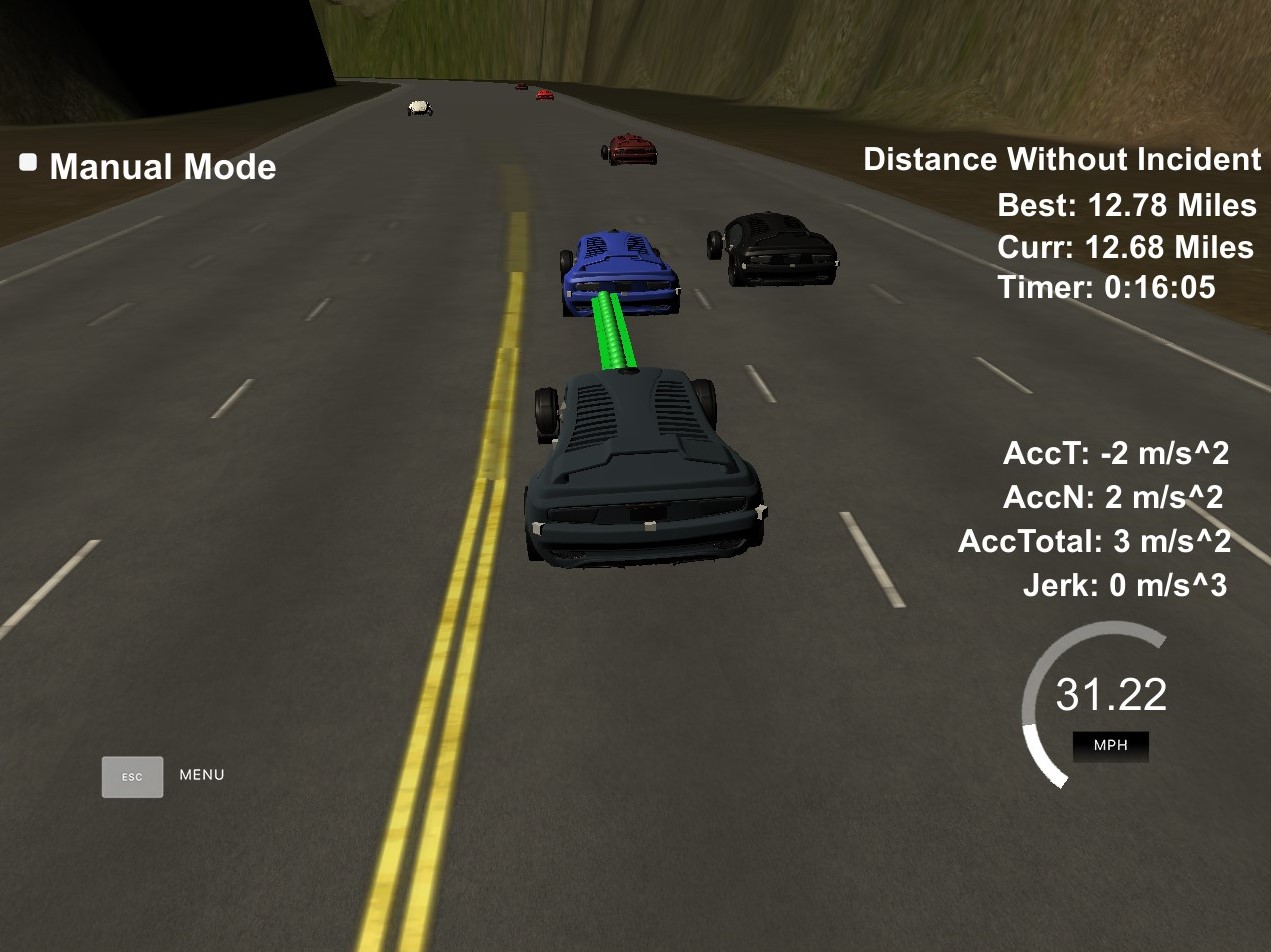 Manual Mode
Distance Without Incident
Best: 12.78 Miles
Curr: 12.68 Miles
Timer: 0:16:05
AccT: -2 m/s^2
AccN: 2 m/s^2
AccTotal: 3 m/s^2
Jerk: 0 m/s^3
31.22
MPH
ESC MENU